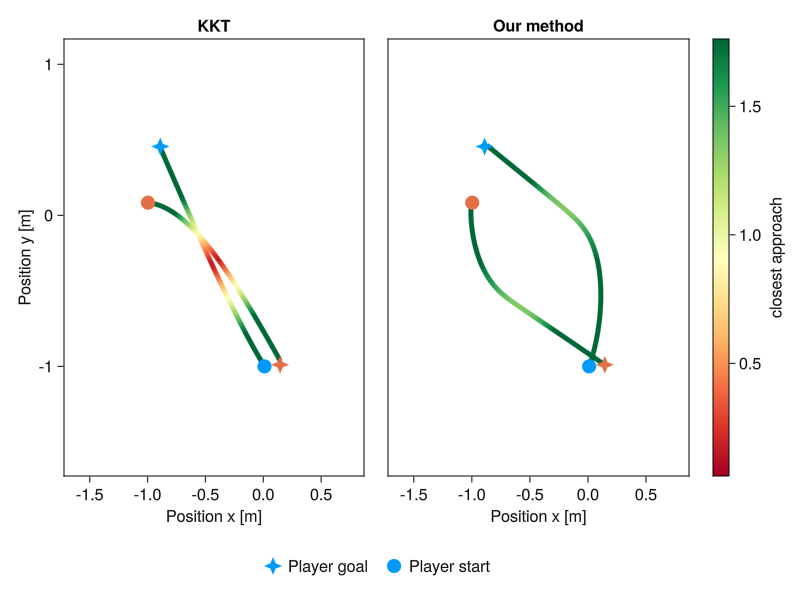 KKT
Our method
1
0
-1
Position y [m]
-1.5 -1.0 -0.5 0.0 0.5
Position x [m]
-1.5 -1.0 -0.5 0.0 0.5
Position x [m]
1.5
1.0
0.5
closest approach
Player goal
Player start